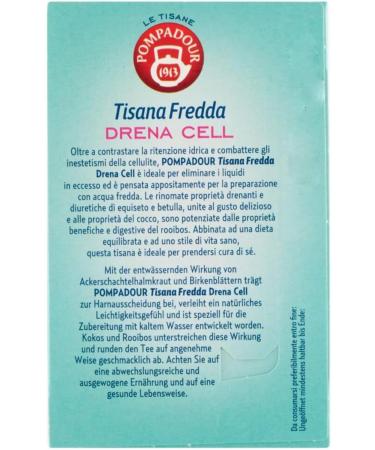 LE TISANE
POMPADOUR
1913
Tisana Fredda
DRENA CELL
Oltre a contrastare la ritenzione idrica e combattere gli
inestetismi della cellulite, POMPADOUR Tisana Fredda
Drena Cell è ideale per eliminare i liquidi
in eccesso ed è pensata appositamente per la preparazione
con acqua fredda. Le rinomate proprietà drenanti e
diuretiche di equiseto e betulla, unite al gusto delizioso
e alle proprietà del cocco, sono potenziate dalle proprietà
benefiche e digestive del rooibos. Abbinata ad una dieta
equilibrata e ad uno stile di vita sano,
questa tisana è ideale per prendersi cura di sé.
Mit der entwässernden Wirkung von
Ackerschachtelhalmkraut und Birkenblättern trägt
POMPADOUR Tisana Fredda Drena Cell
zur Harnausscheidung bei, verleiht ein natürliches
Leichtigkeitsgefühl und ist speziell für die
Zubereitung mit kaltem Wasser entwickelt worden.
Kokos und Rooibos unterstreichen diese Wirkung
und runden den Tee auf angenehme
Weise geschmacklich ab. Achten Sie auf
eine abwechslungsreiche und
ausgewogene Ernährung und auf eine
gesunde Lebensweise.
Da consumarsi preferibilmente entro fine:
Ungeöffnet mindestens haltbar bis Ende: